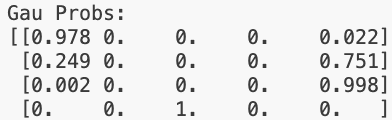 Gau Probs:
[[0.978 0.    0.    0.    0.022]
 [0.249 0.    0.    0.    0.751]
 [0.002 0.    0.    0.    0.998]
 [0.    0.    1.    0.    0.   ]